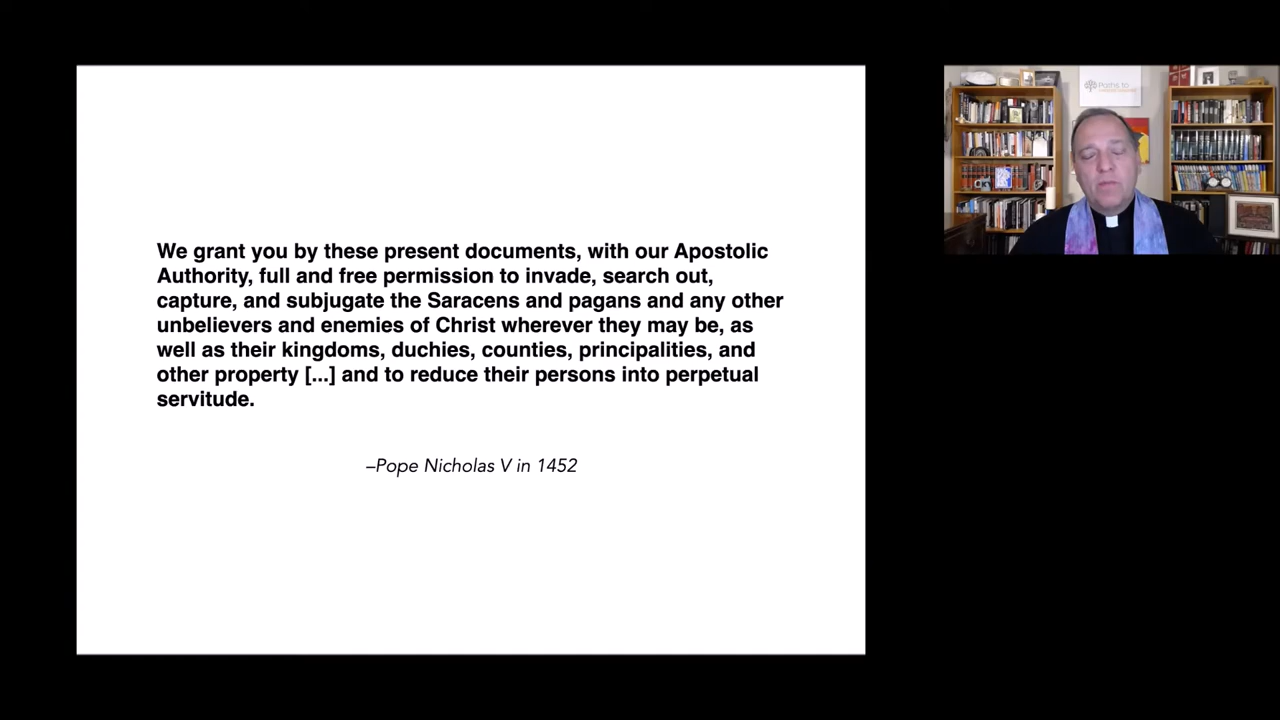 We grant you by these present documents, with our Apostolic
Authority, full and free permission to invade, search out,
capture, and subjugate the Saracens and pagans and any other
unbelievers and enemies of Christ wherever they may be, as
well as their kingdoms, duchies, counties, principalities, and
other property [...] and to reduce their persons into perpetual
servitude.
–Pope Nicholas V in 1452
Paths to